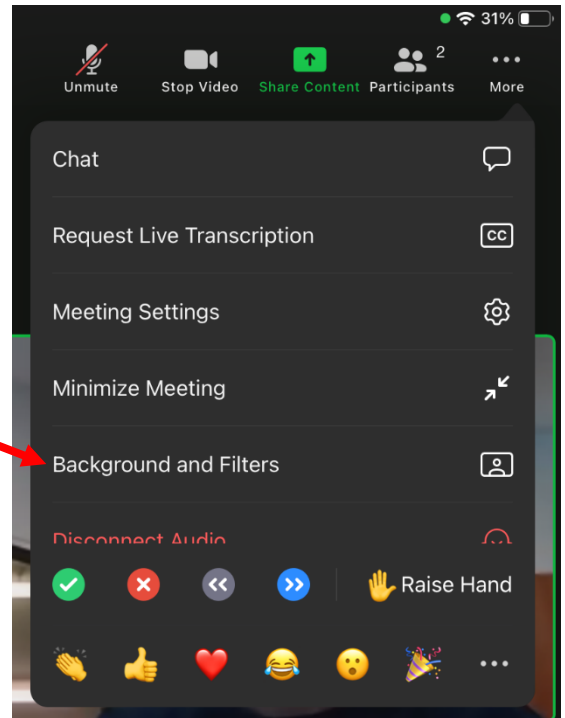 31%
Unmute Stop Video Share Content Participants 2 More
Chat
Request Live Transcription CC
Meeting Settings
Minimize Meeting
Background and Filters
Disconnect Audio
Raise Hand